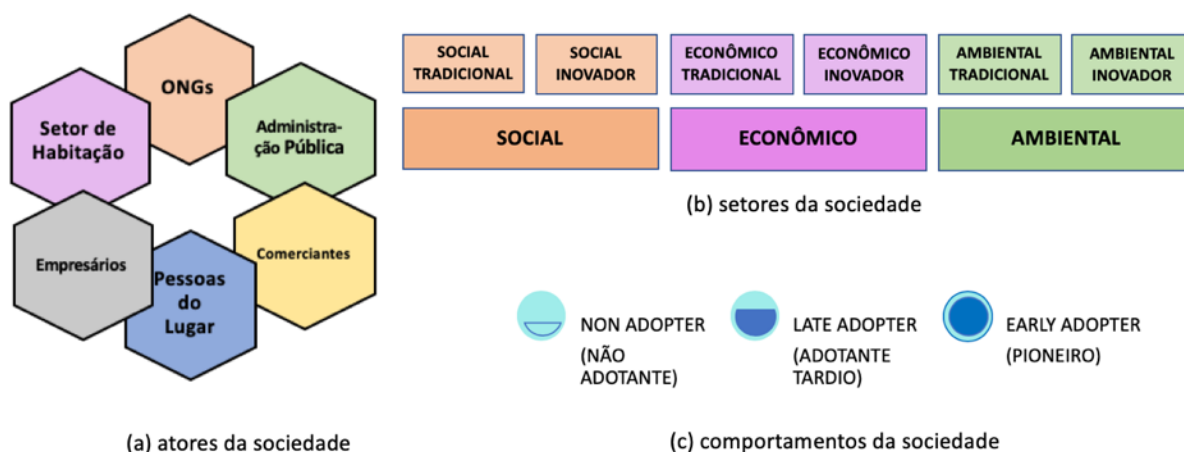 ONGs
Setor de
Habitação
Administra-
ção Pública
Empresários
Comerciantes
Pessoas
do
Lugar
(a) atores da sociedade
SOCIAL
TRADICIONAL
SOCIAL
INOVADOR
ECONÔMICO
TRADICIONAL
ECONÔMICO
INOVADOR
AMBIENTAL
TRADICIONAL
AMBIENTAL
INOVADOR
SOCIAL
ECONÔMICO
AMBIENTAL
(b) setores da sociedade
NON ADOPTER
(NÃO
ADOTANTE)
LATE ADOPTER
(ADOTANTE
TARDIO)
EARLY ADOPTER
(PIONEIRO)
(c) comportamentos da sociedade